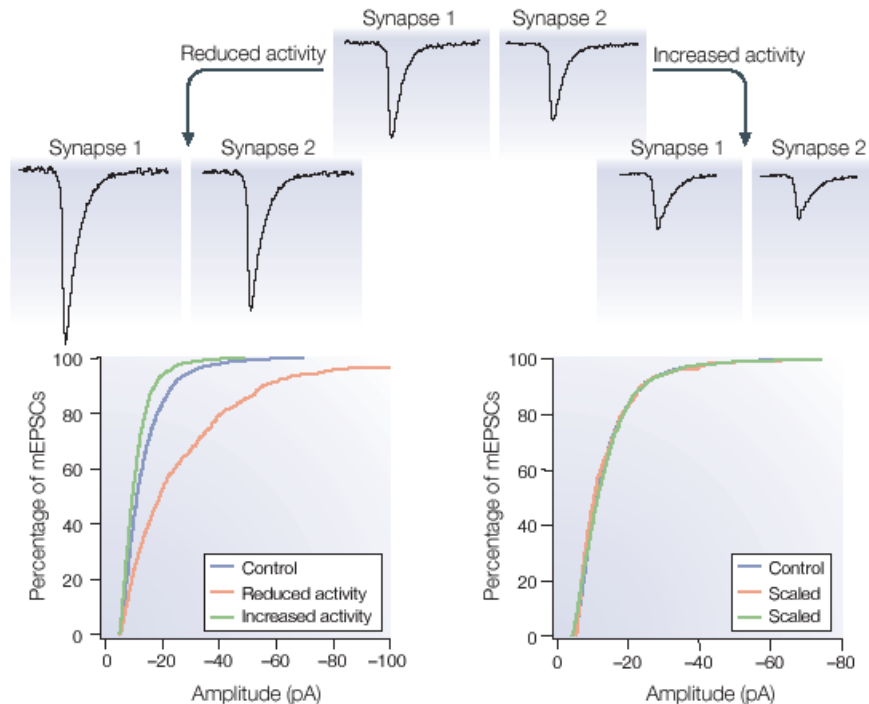 Synapse 1
Synapse 2
Reduced activity
Increased activity
Synapse 1
Synapse 2
Synapse 1
Synapse 2
Percentage of mEPSCs
100
80
60
40
20
0
Control
Reduced activity
Increased activity
0
–20
–40
–60
–80
–100
Amplitude (pA)
Percentage of mEPSCs
100
80
60
40
20
0
Control
Scaled
Scaled
0
–20
–40
–60
–80
Amplitude (pA)